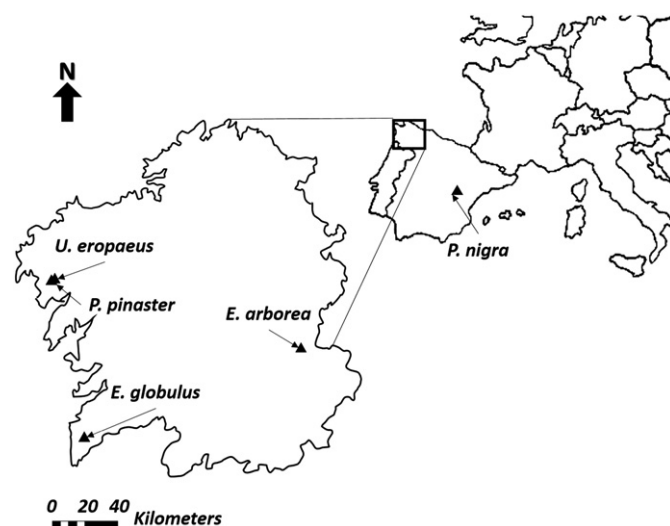 N
U. eropaeus
P. pinaster
E. arborea
E. globulus
P. nigra
0 20 40
Kilometers